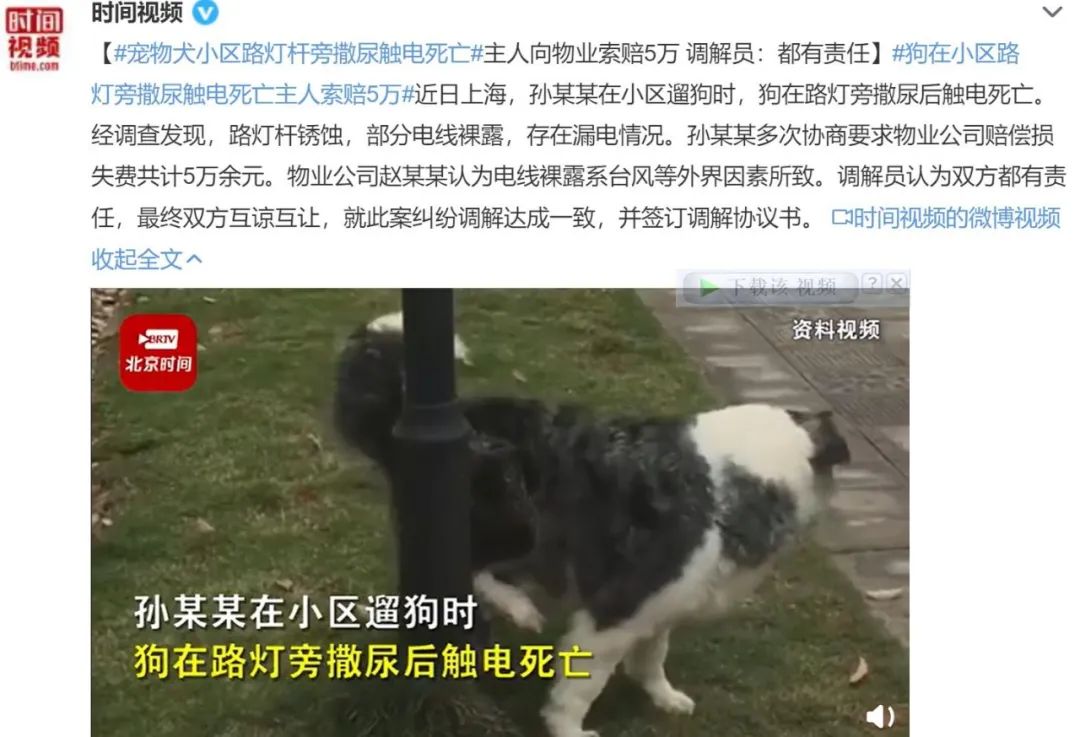 时间视频
时间
视频
btime.com
【#宠物犬小区路灯杆旁撒尿触电死亡#主人向物业索赔5万 调解员：都有责任】#狗在小区路
灯旁撒尿触电死亡主人索赔5万#近日上海，孙某某在小区遛狗时，狗在路灯旁撒尿后触电死亡。
经调查发现，路灯杆锈蚀，部分电线裸露，存在漏电情况。孙某某多次协商要求物业公司赔偿损
失费共计5万余元。物业公司赵某某认为电线裸露系台风等外界因素所致。调解员认为双方都有责
任，最终双方互谅互让，就此案纠纷调解达成一致，并签订调解协议书。 时间视频的微博视频
收起全文
下载该 视频 ?
资料视频
BRTV
北京时间
孙某某在小区遛狗时
狗在路灯旁撒尿后触电死亡